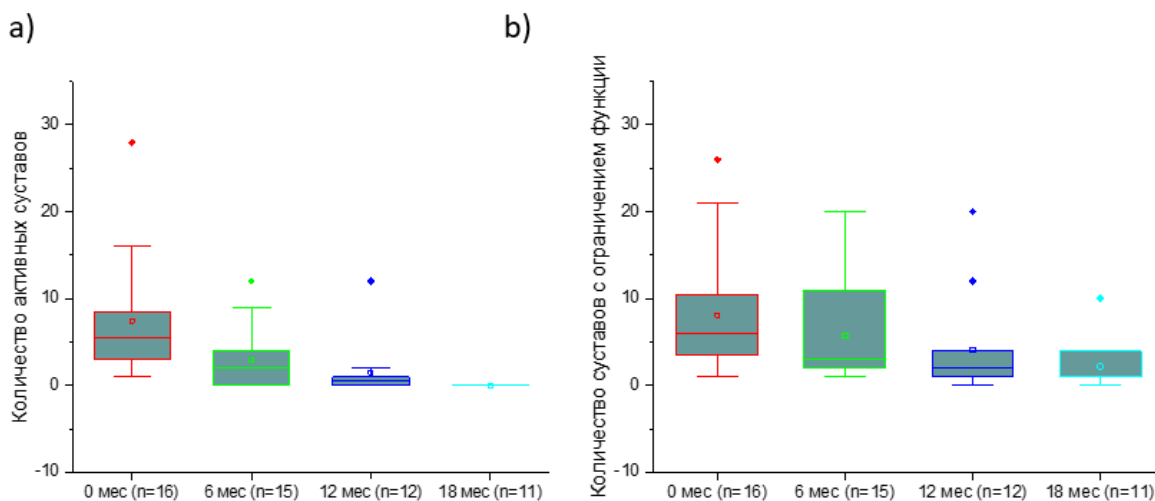 a)
b)
Количество активных суставов
30
20
10
0
-10
0 мес (n=16)
6 мес (n=15)
12 мес (n=12)
18 мес (n=11)
Количество суставов с ограничением функции
30
20
10
0
-10
0 мес (n=16)
6 мес (n=15)
12 мес (n=12)
18 мес (n=11)